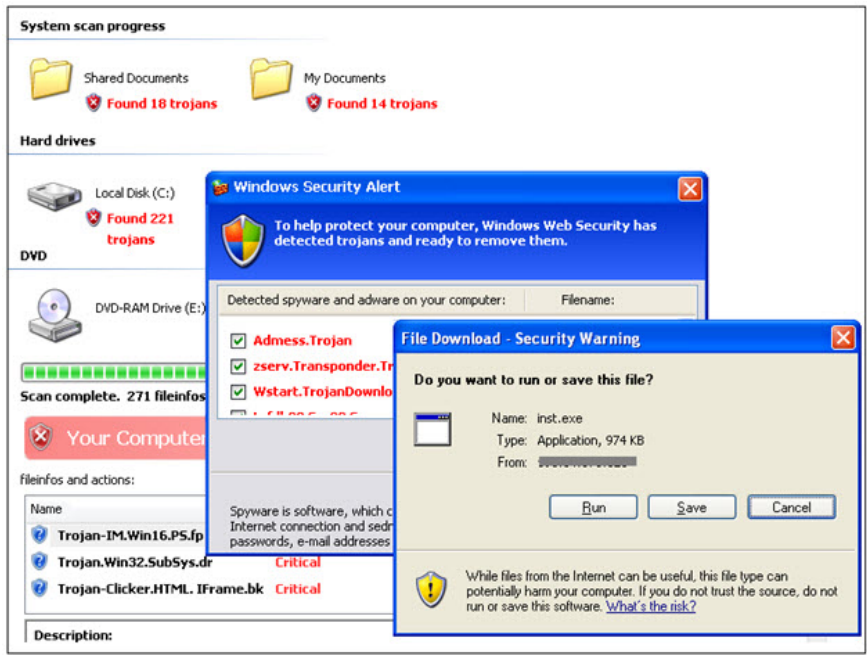 System scan progress
Shared Documents
Found 18 trojans
My Documents
Found 14 trojans
Hard drives
Local Disk (C:)
Found 221
trojans
DVD
DVD-RAM Drive (E:)
Scan complete. 271 fileinfos
Your Computer
fileinfos and actions:
Name
Trojan-IM.Win16.PS.fp
Trojan.Win32.SubSys.dr Critical
Trojan-Clicker.HTML. IFrame.bk Critical
Description:
Windows Security Alert
To help protect your computer, Windows Web Security has
detected trojans and ready to remove them.
Detected spyware and adware on your computer: Filename:
Admess.Trojan
zserv.Transponder.Tr
Wstart.TrojanDownlo
Spyware is software, which c
Internet connection and sedr
passwords, e-mail addresses
File Download - Security Warning
Do you want to run or save this file?
Name: inst.exe
Type: Application, 974 KB
From:
Run Save Cancel
While files from the Internet can be useful, this file type can
potentially harm your computer. If you do not trust the source, do not
run or save this software. What's the risk?